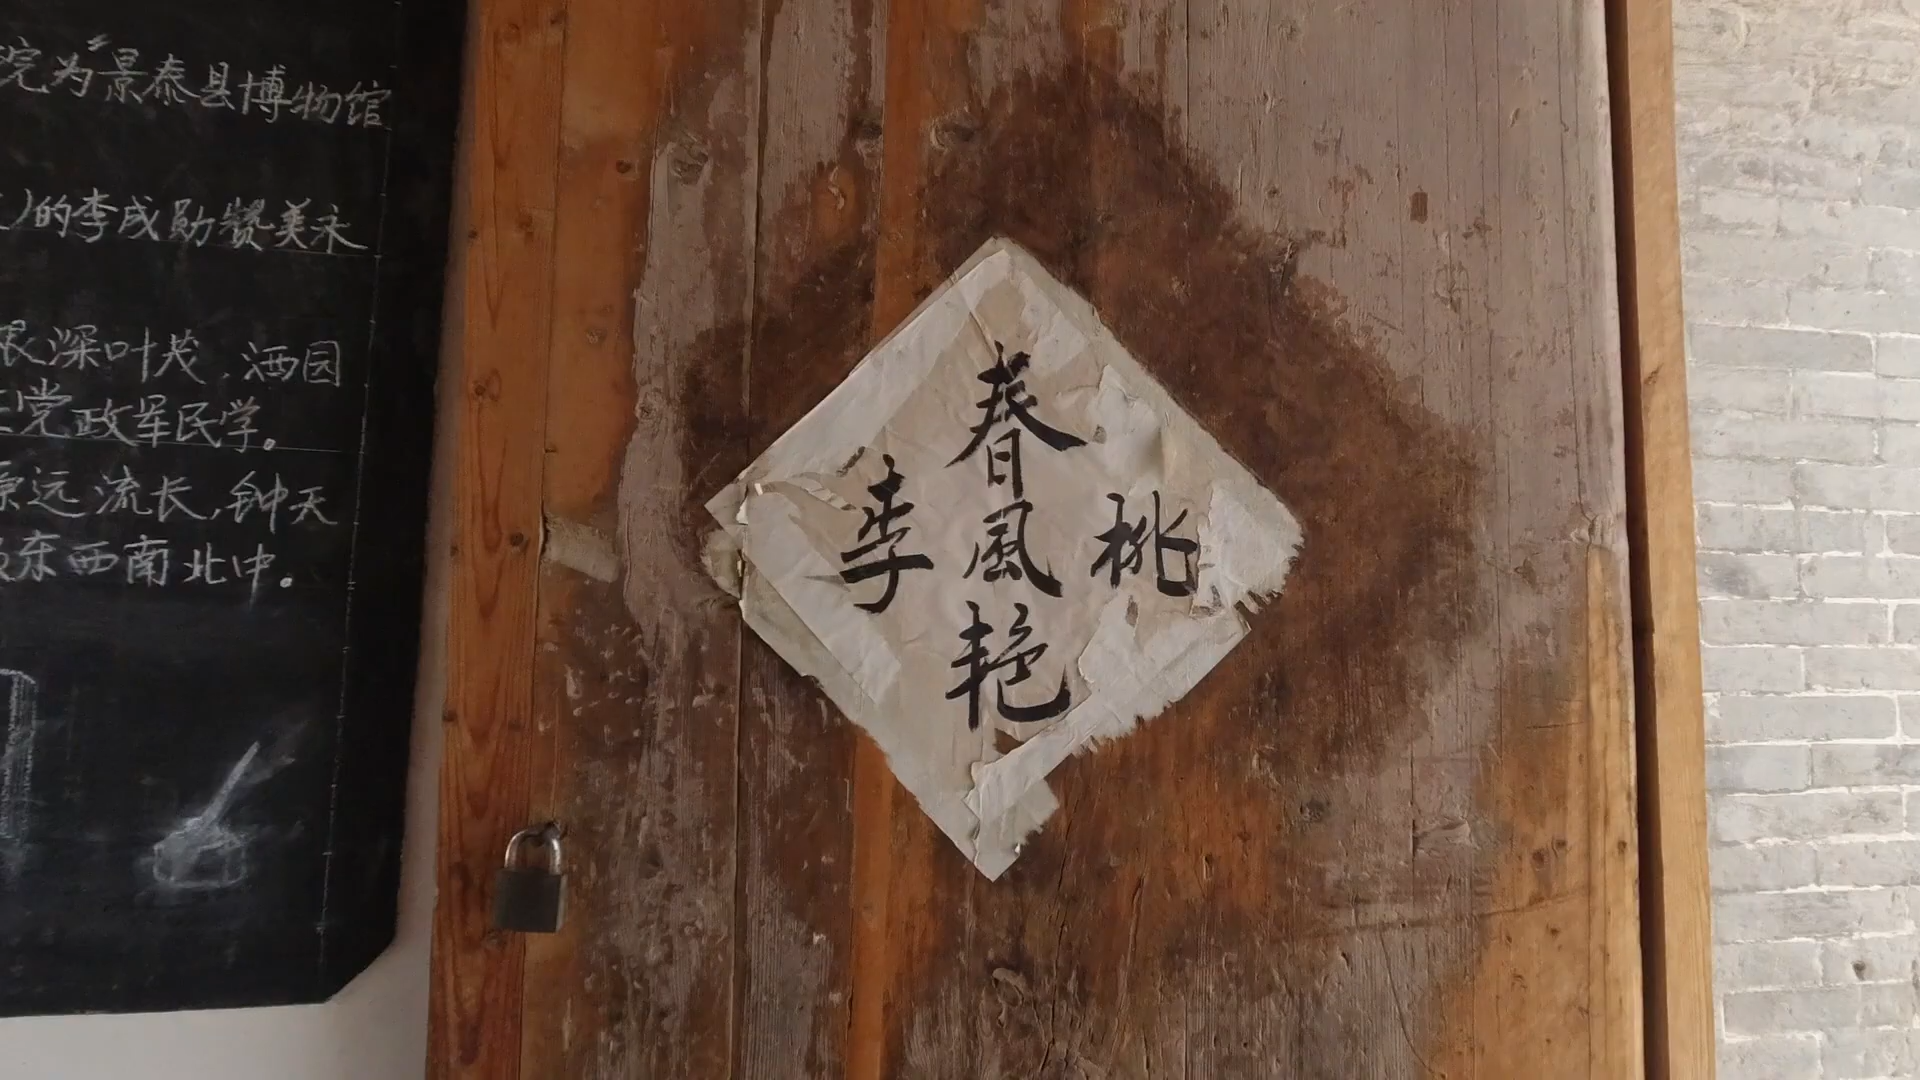 院为景泰县博物馆
的李成勋赞美永
根深叶茂,洒园
党政军民学。
源远流长,钟天
东西南北中。
春
李風桃
艳